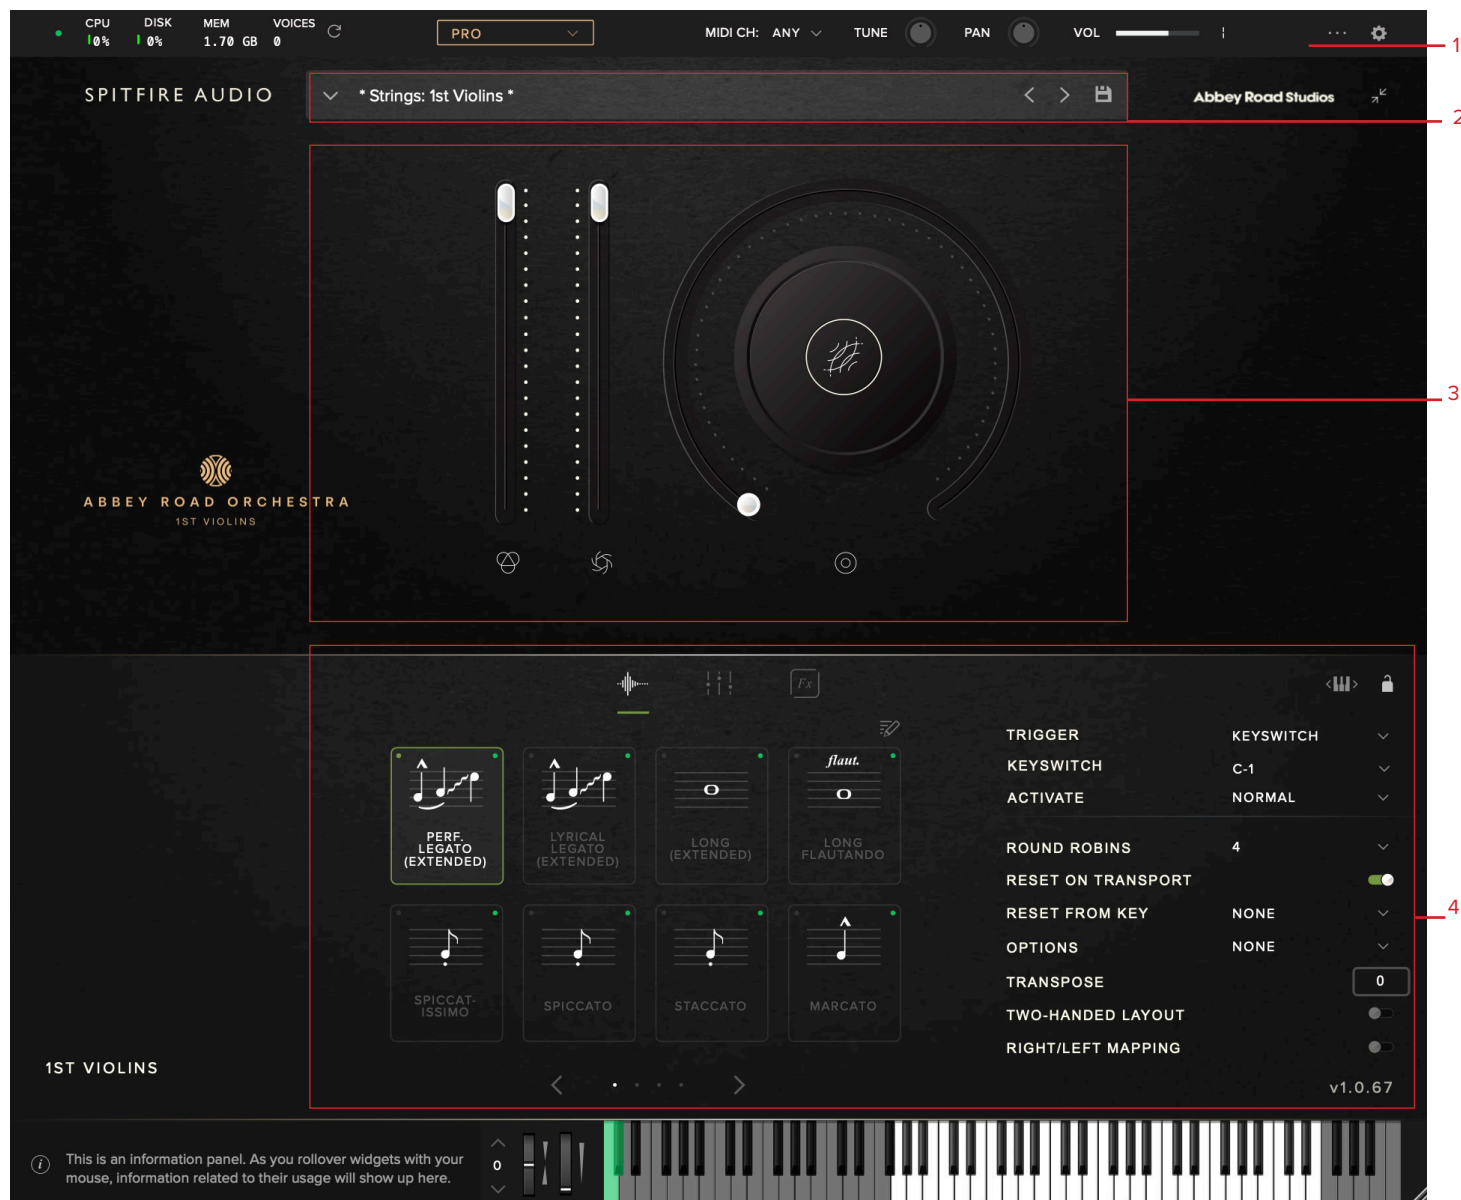 CPU DISK MEM VOICES
0% 0% 1.70 GB 0
PRO
MIDI CH: ANY TUNE PAN VOL
1
SPITFIRE AUDIO
* Strings: 1st Violins *
Abbey Road Studios
2
3
ABBEY ROAD ORCHESTRA
1ST VIOLINS
Fx
TRIGGER KEYSWITCH
KEYSWITCH C-1
ACTIVATE NORMAL
flaut.
PERF.
LEGATO
(EXTENDED)
LYRICAL
LEGATO
(EXTENDED)
LONG
(EXTENDED)
LONG
FLAUTANDO
ROUND ROBINS 4
RESET ON TRANSPORT
RESET FROM KEY NONE
4
OPTIONS NONE
TRANSPOSE 0
TWO-HANDED LAYOUT
RIGHT/LEFT MAPPING
SPICCAT-
ISSIMO
SPICCATO
STACCATO
MARCATO
1ST VIOLINS
v1.0.67
i
This is an information panel. As you rollover widgets with your
mouse, information related to their usage will show up here.
0